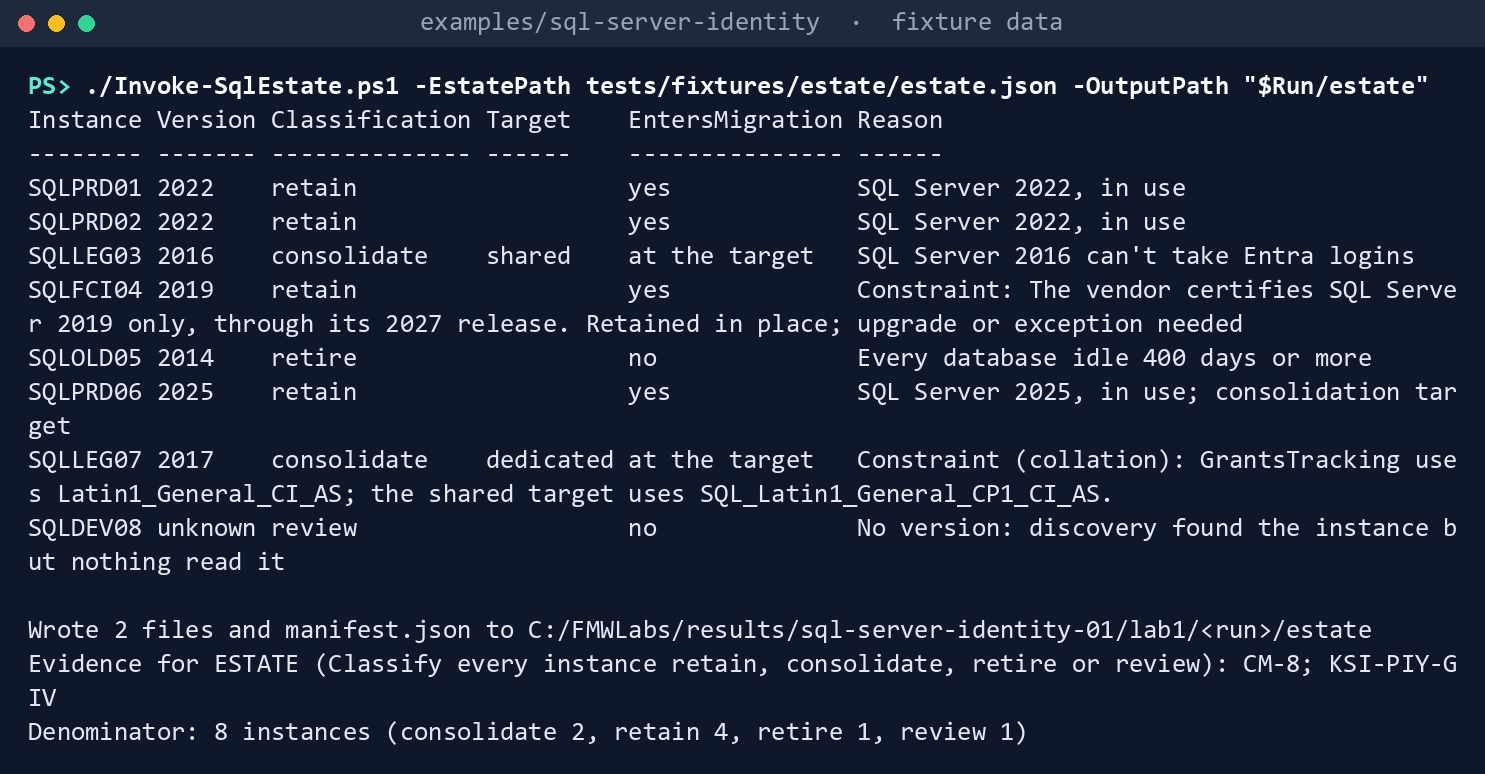 examples/sql-server-identity · fixture data
PS> ./Invoke-SqlEstate.ps1 -EstatePath tests/fixtures/estate/estate.json -OutputPath "$Run/estate"
Instance Version Classification Target    EntersMigration Reason
-------- ------- -------------- ------    --------------- ------
SQLPRD01 2022    retain                   yes             SQL Server 2022, in use
SQLPRD02 2022    retain                   yes             SQL Server 2022, in use
SQLLEG03 2016    consolidate    shared    at the target   SQL Server 2016 can't take Entra logins
SQLFCI04 2019    retain                   yes             Constraint: The vendor certifies SQL Serve
r 2019 only, through its 2027 release. Retained in place; upgrade or exception needed
SQLOLD05 2014    retire                   no              Every database idle 400 days or more
SQLPRD06 2025    retain                   yes             SQL Server 2025, in use; consolidation tar
get
SQLLEG07 2017    consolidate    dedicated at the target   Constraint (collation): GrantsTracking use
s Latin1_General_CI_AS; the shared target uses SQL_Latin1_General_CP1_CI_AS.
SQLDEV08 unknown review                   no              No version: discovery found the instance b
ut nothing read it
Wrote 2 files and manifest.json to C:/FMWLabs/results/sql-server-identity-01/lab1/<run>/estate
Evidence for ESTATE (Classify every instance retain, consolidate, retire or review): CM-8; KSI-PIY-G
IV
Denominator: 8 instances (consolidate 2, retain 4, retire 1, review 1)